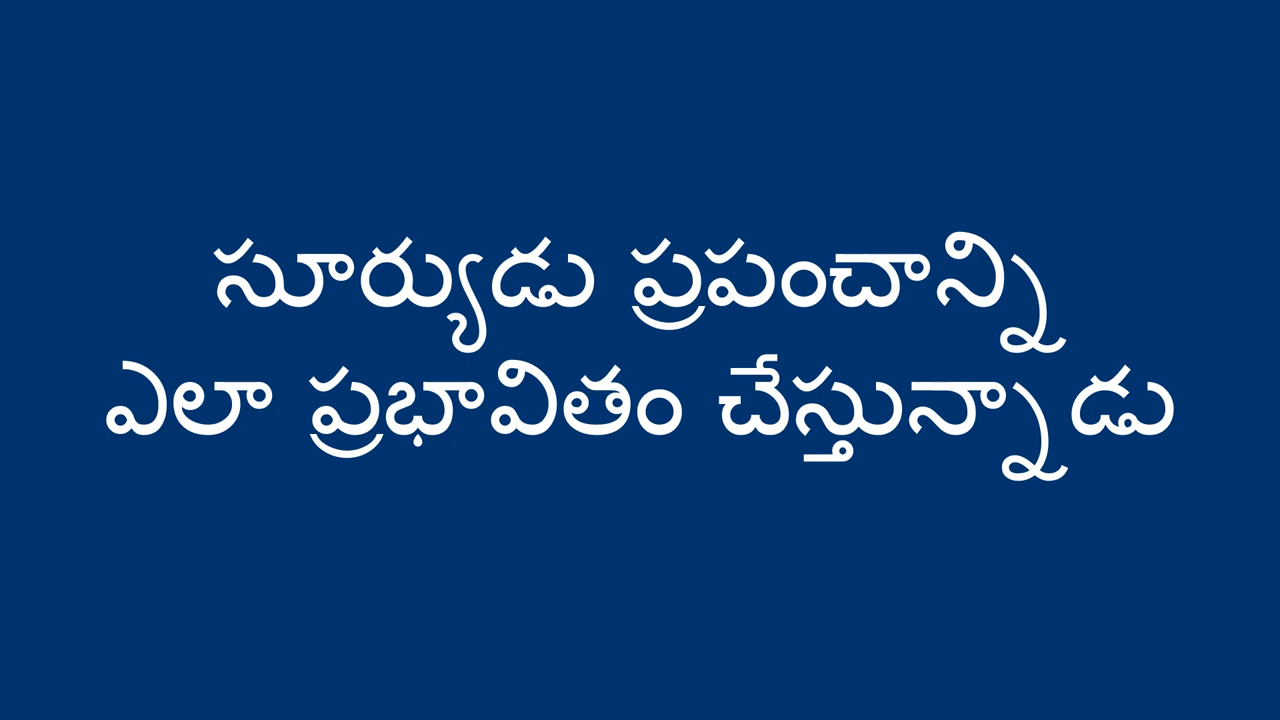 సూర్యుడు ప్రపంచాన్ని
ఎలా ప్రభావితం చేస్తున్నాడు